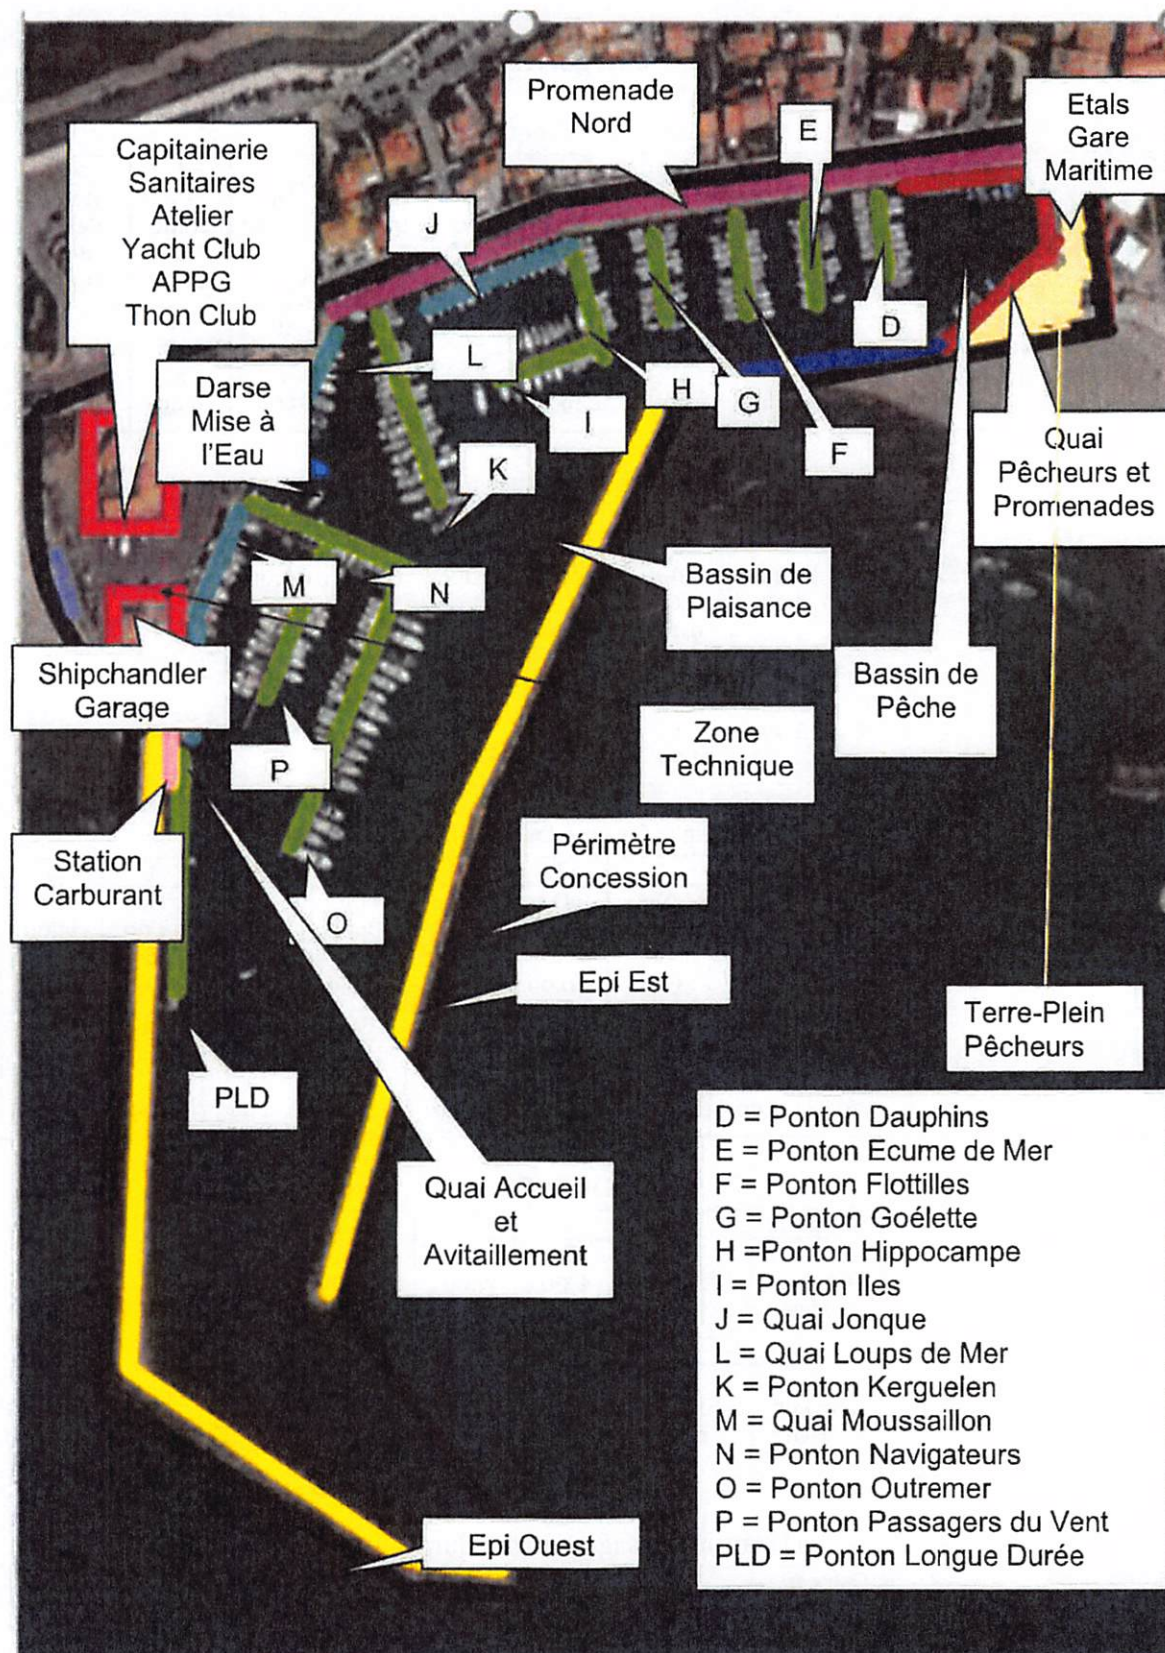 Promenade
Nord
E
Etals
Gare
Maritime
Capitainerie
Sanitaires
Atelier
Yacht Club
APPG
Thon Club
J
D
L
Darse
Mise à
l'Eau
H
G
I
F
K
Quai
Pêcheurs et
Promenades
M
N
Bassin de
Plaisance
Shipchandler
Garage
Bassin de
Pêche
P
Zone
Technique
Station
Carburant
Périmètre
Concession
O
Epi Est
Terre-Plein
Pêcheurs
PLD
Quai Accueil
et
Avitaillement
D = Ponton Dauphins
E = Ponton Ecume de Mer
F = Ponton Flottilles
G = Ponton Goélette
H =Ponton Hippocampe
I = Ponton Iles
J = Quai Jonque
L = Quai Loups de Mer
K = Ponton Kerguelen
M = Quai Moussaillon
N = Ponton Navigateurs
O = Ponton Outremer
P = Ponton Passagers du Vent
PLD = Ponton Longue Durée
Epi Ouest